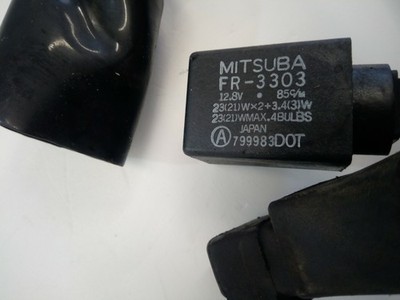 MITSUBA
FR-3303
12.8V • 85c/m
23(21)W×2+3.4(3)W
23(21)WMAX.4BULBS
JAPAN
Ⓐ 799983DOT